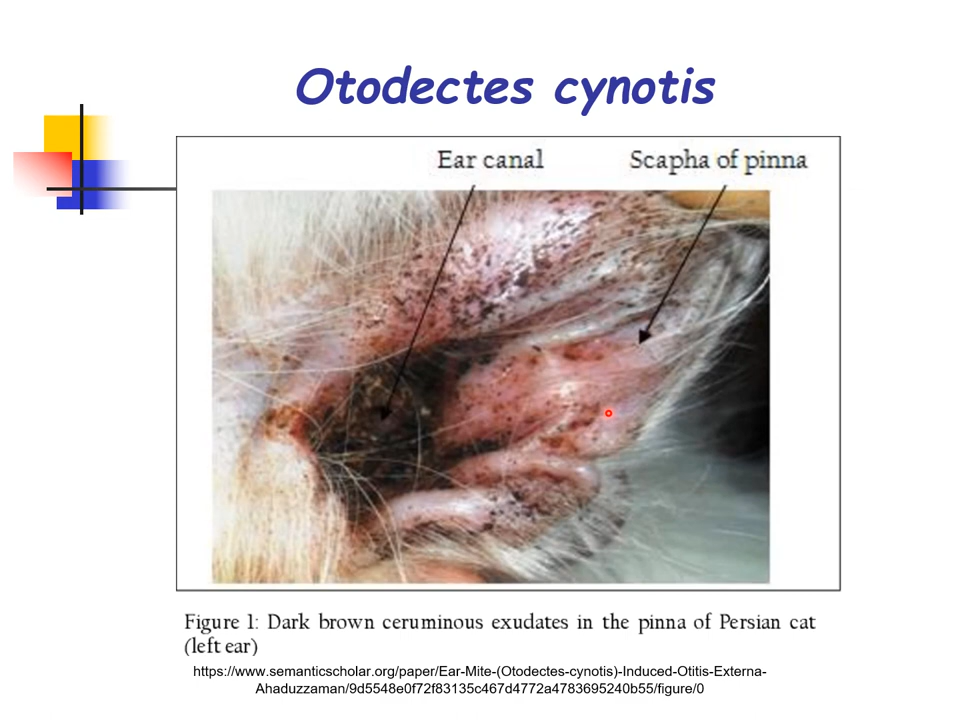 Otodectes cynotis
Ear canal
Scapha of pinna
Figure 1: Dark brown ceruminous exudates in the pinna of Persian cat
(left ear)
https://www.semanticscholar.org/paper/Ear-Mite-(Otodectes-cynotis)-Induced-Otitis-Externa-
Ahaduzzaman/9d5548e0f72f83135c467d4772a4783695240b55/figure/0